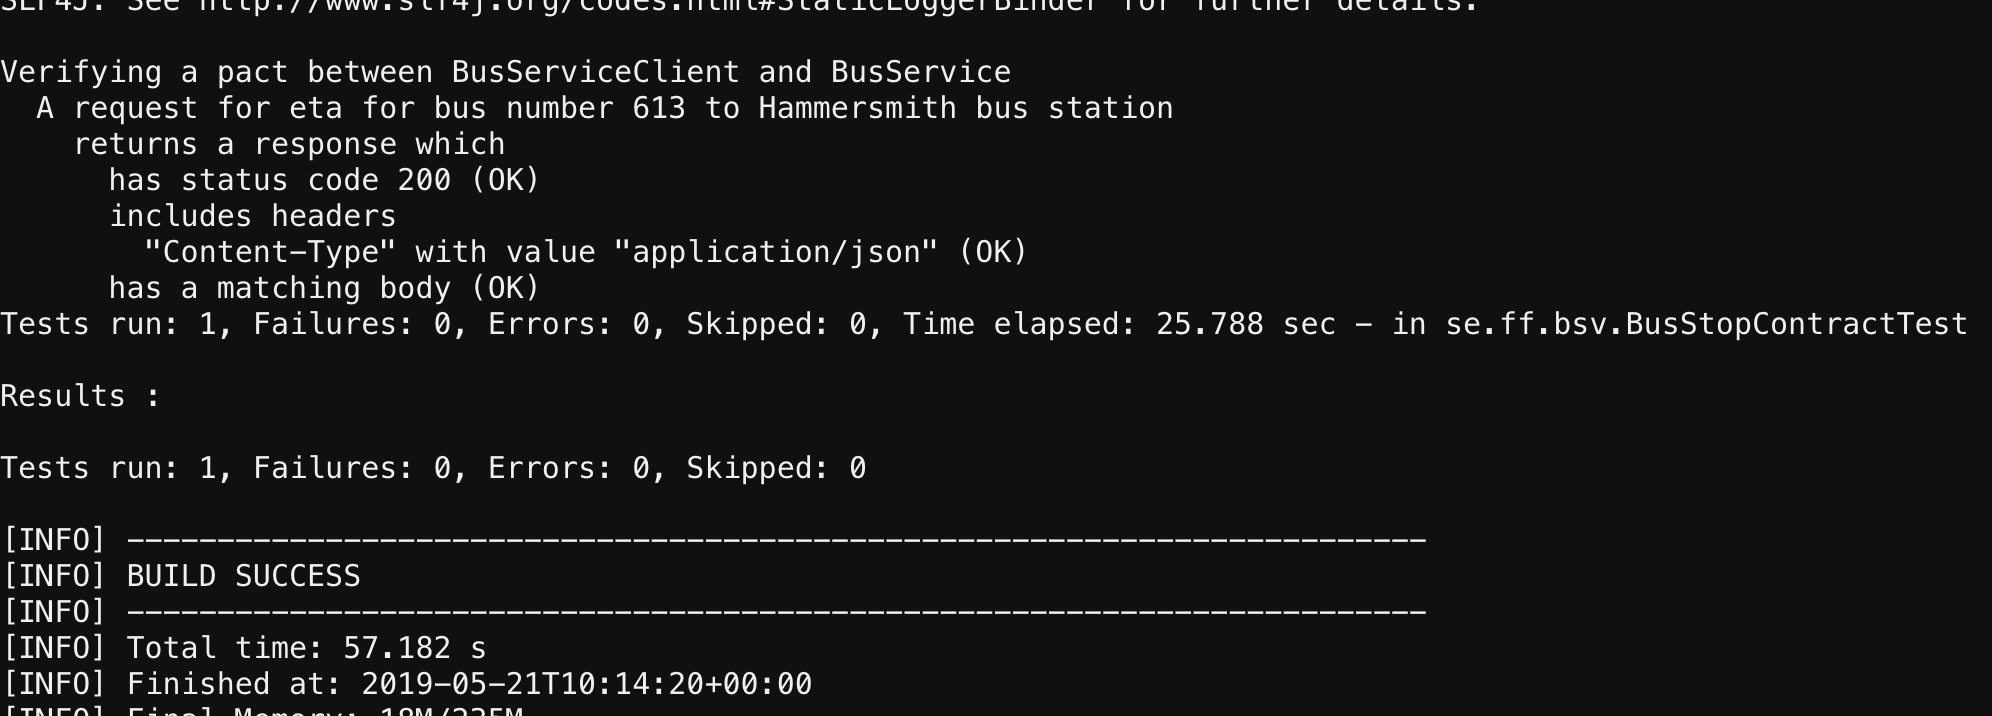 SLF4J: See http://www.slf4j.org/codes.html#StaticLoggerBinder for further details.
Verifying a pact between BusServiceClient and BusService
A request for eta for bus number 613 to Hammersmith bus station
returns a response which
has status code 200 (OK)
includes headers
"Content-Type" with value "application/json" (OK)
has a matching body (OK)
Tests run: 1, Failures: 0, Errors: 0, Skipped: 0, Time elapsed: 25.788 sec - in se.ff.bsv.BusStopContractTest
Results :
Tests run: 1, Failures: 0, Errors: 0, Skipped: 0
[INFO] ------------------------------------------------------------------------
[INFO] BUILD SUCCESS
[INFO] ------------------------------------------------------------------------
[INFO] Total time: 57.182 s
[INFO] Finished at: 2019-05-21T10:14:20+00:00
[INFO] Final Memory: 18M/235M